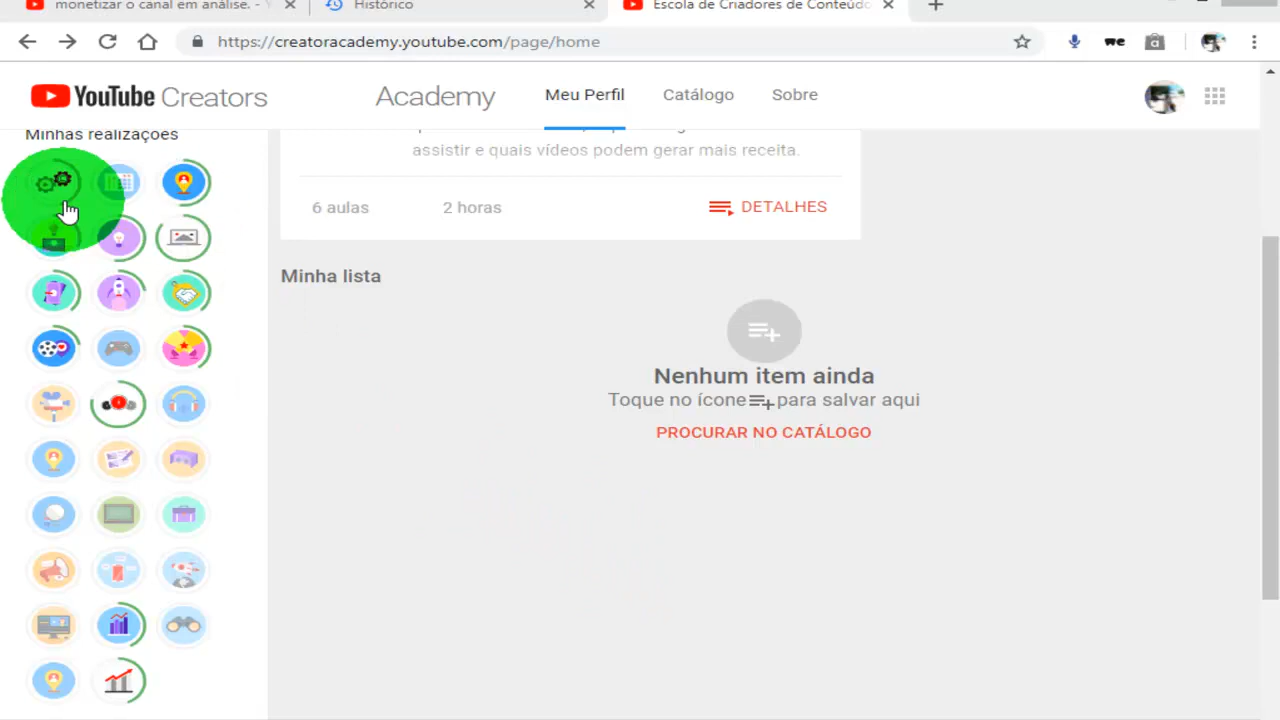 monetizar o canal em análise. - Y
Histórico
Escola de Criadores de Conteúdo
https://creatoracademy.youtube.com/page/home
YouTube Creators
Academy
Meu Perfil
Catálogo
Sobre
Minhas realizações
assistir e quais vídeos podem gerar mais receita.
6 aulas
2 horas
DETALHES
Minha lista
Nenhum item ainda
Toque no ícone para salvar aqui
PROCURAR NO CATÁLOGO